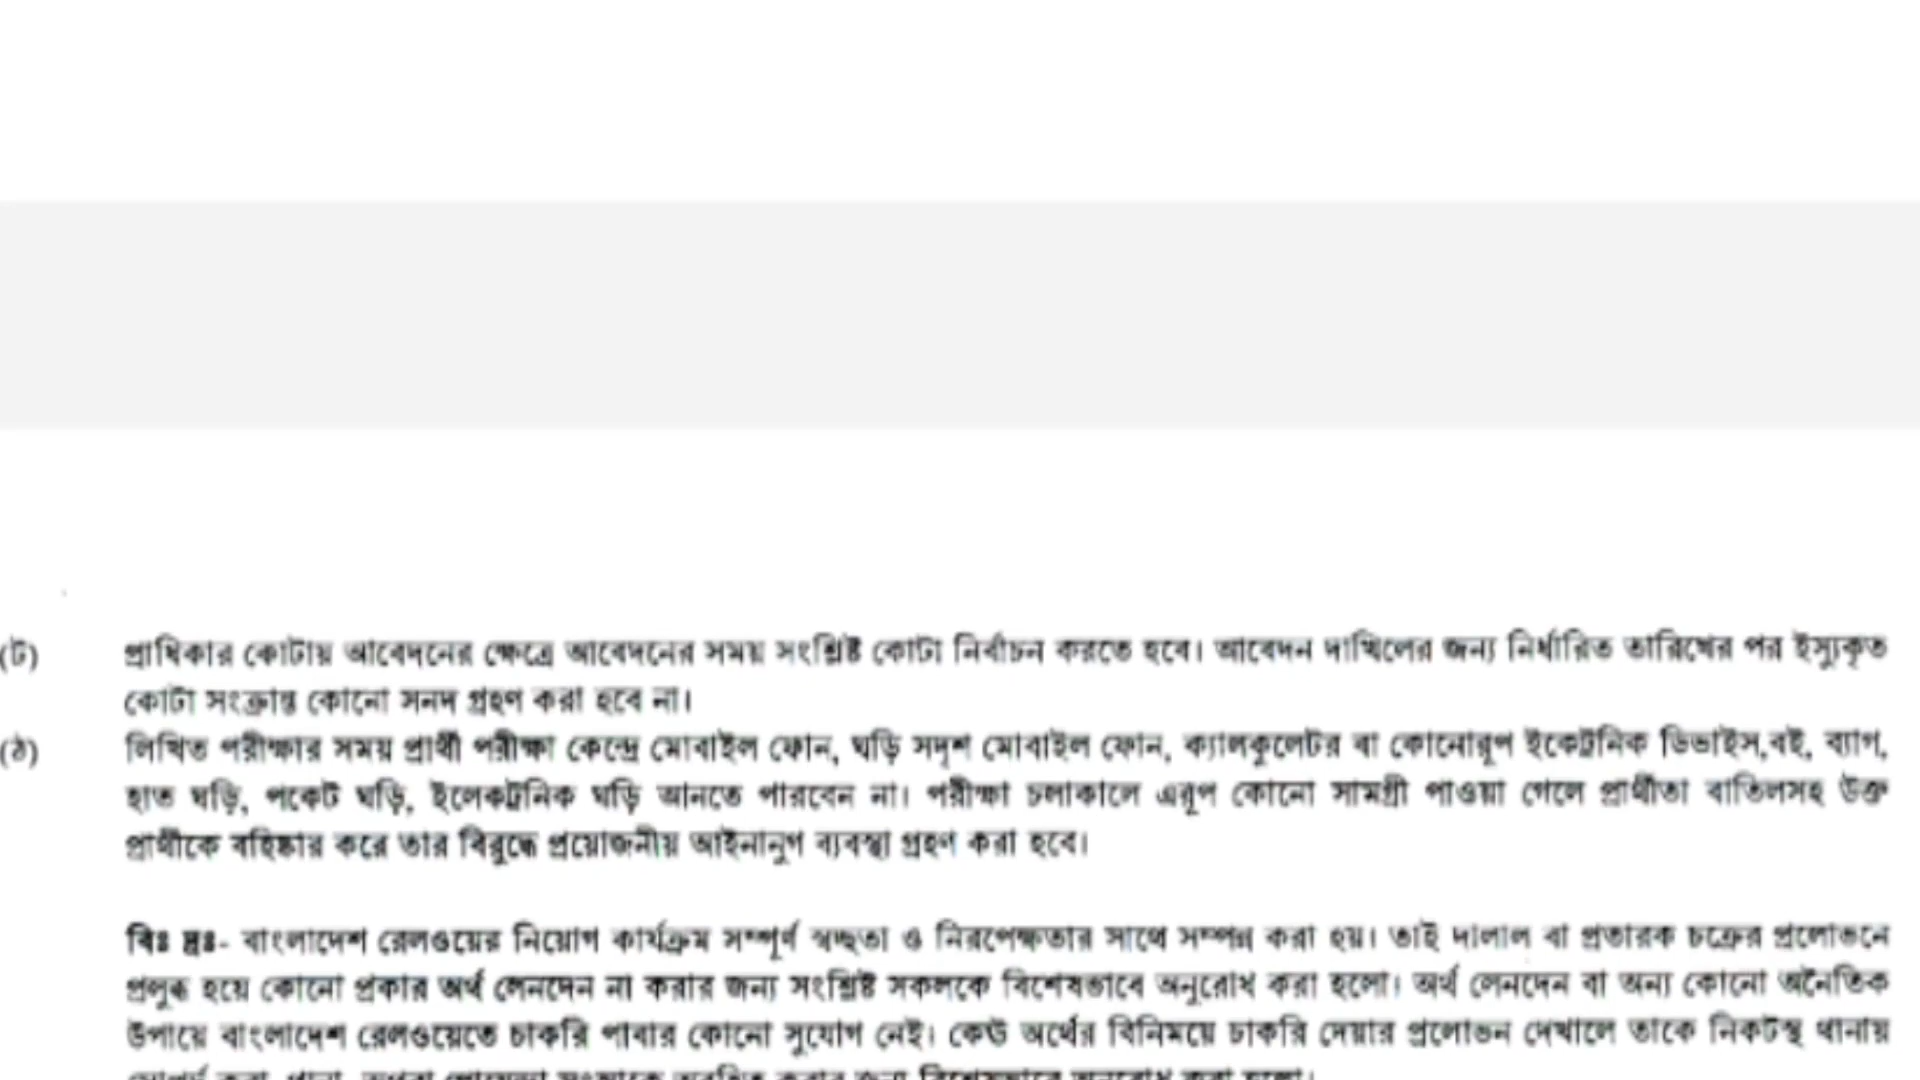 (ট) প্রাধিকার কোটায় আবেদনের ক্ষেত্রে আবেদনের সময় সংশ্লিষ্ট কোটা নির্বাচন করতে হবে। আবেদন দাখিলের জন্য নির্ধারিত তারিখের পর ইস্যুকৃত
কোটা সংক্রান্ত কোনো সনদ গ্রহণ করা হবে না।
(ঠ) লিখিত পরীক্ষার সময় প্রার্থী পরীক্ষা কেন্দ্রে মোবাইল ফোন, ঘড়ি সদৃশ মোবাইল ফোন, ক্যালকুলেটর বা কোনোরূপ ইকেট্রনিক ডিভাইস,বই, ব্যাগ,
হাত ঘড়ি, পকেট ঘড়ি, ইলেকট্রনিক ঘড়ি আনতে পারবেন না। পরীক্ষা চলাকালে এরূপ কোনো সামগ্রী পাওয়া গেলে প্রার্থীতা বাতিলসহ উক্ত
প্রার্থীকে বহিষ্কার করে তার বিরুদ্ধে প্রয়োজনীয় আইনানুগ ব্যবস্থা গ্রহণ করা হবে।
বিঃ দ্রঃ- বাংলাদেশ রেলওয়ের নিয়োগ কার্যক্রম সম্পূর্ণ স্বচ্ছতা ও নিরপেক্ষতার সাথে সম্পন্ন করা হয়। তাই দালাল বা প্রতারক চক্রের প্রলোভনে
প্রলুব্ধ হয়ে কোনো প্রকার অর্থ লেনদেন না করার জন্য সংশ্লিষ্ট সকলকে বিশেষভাবে অনুরোধ করা হলো। অর্থ লেনদেন বা অন্য কোনো অনৈতিক
উপায়ে বাংলাদেশ রেলওয়েতে চাকরি পাবার কোনো সুযোগ নেই। কেউ অর্থের বিনিময়ে চাকরি দেয়ার প্রলোভন দেখালে তাকে নিকটস্থ থানায়